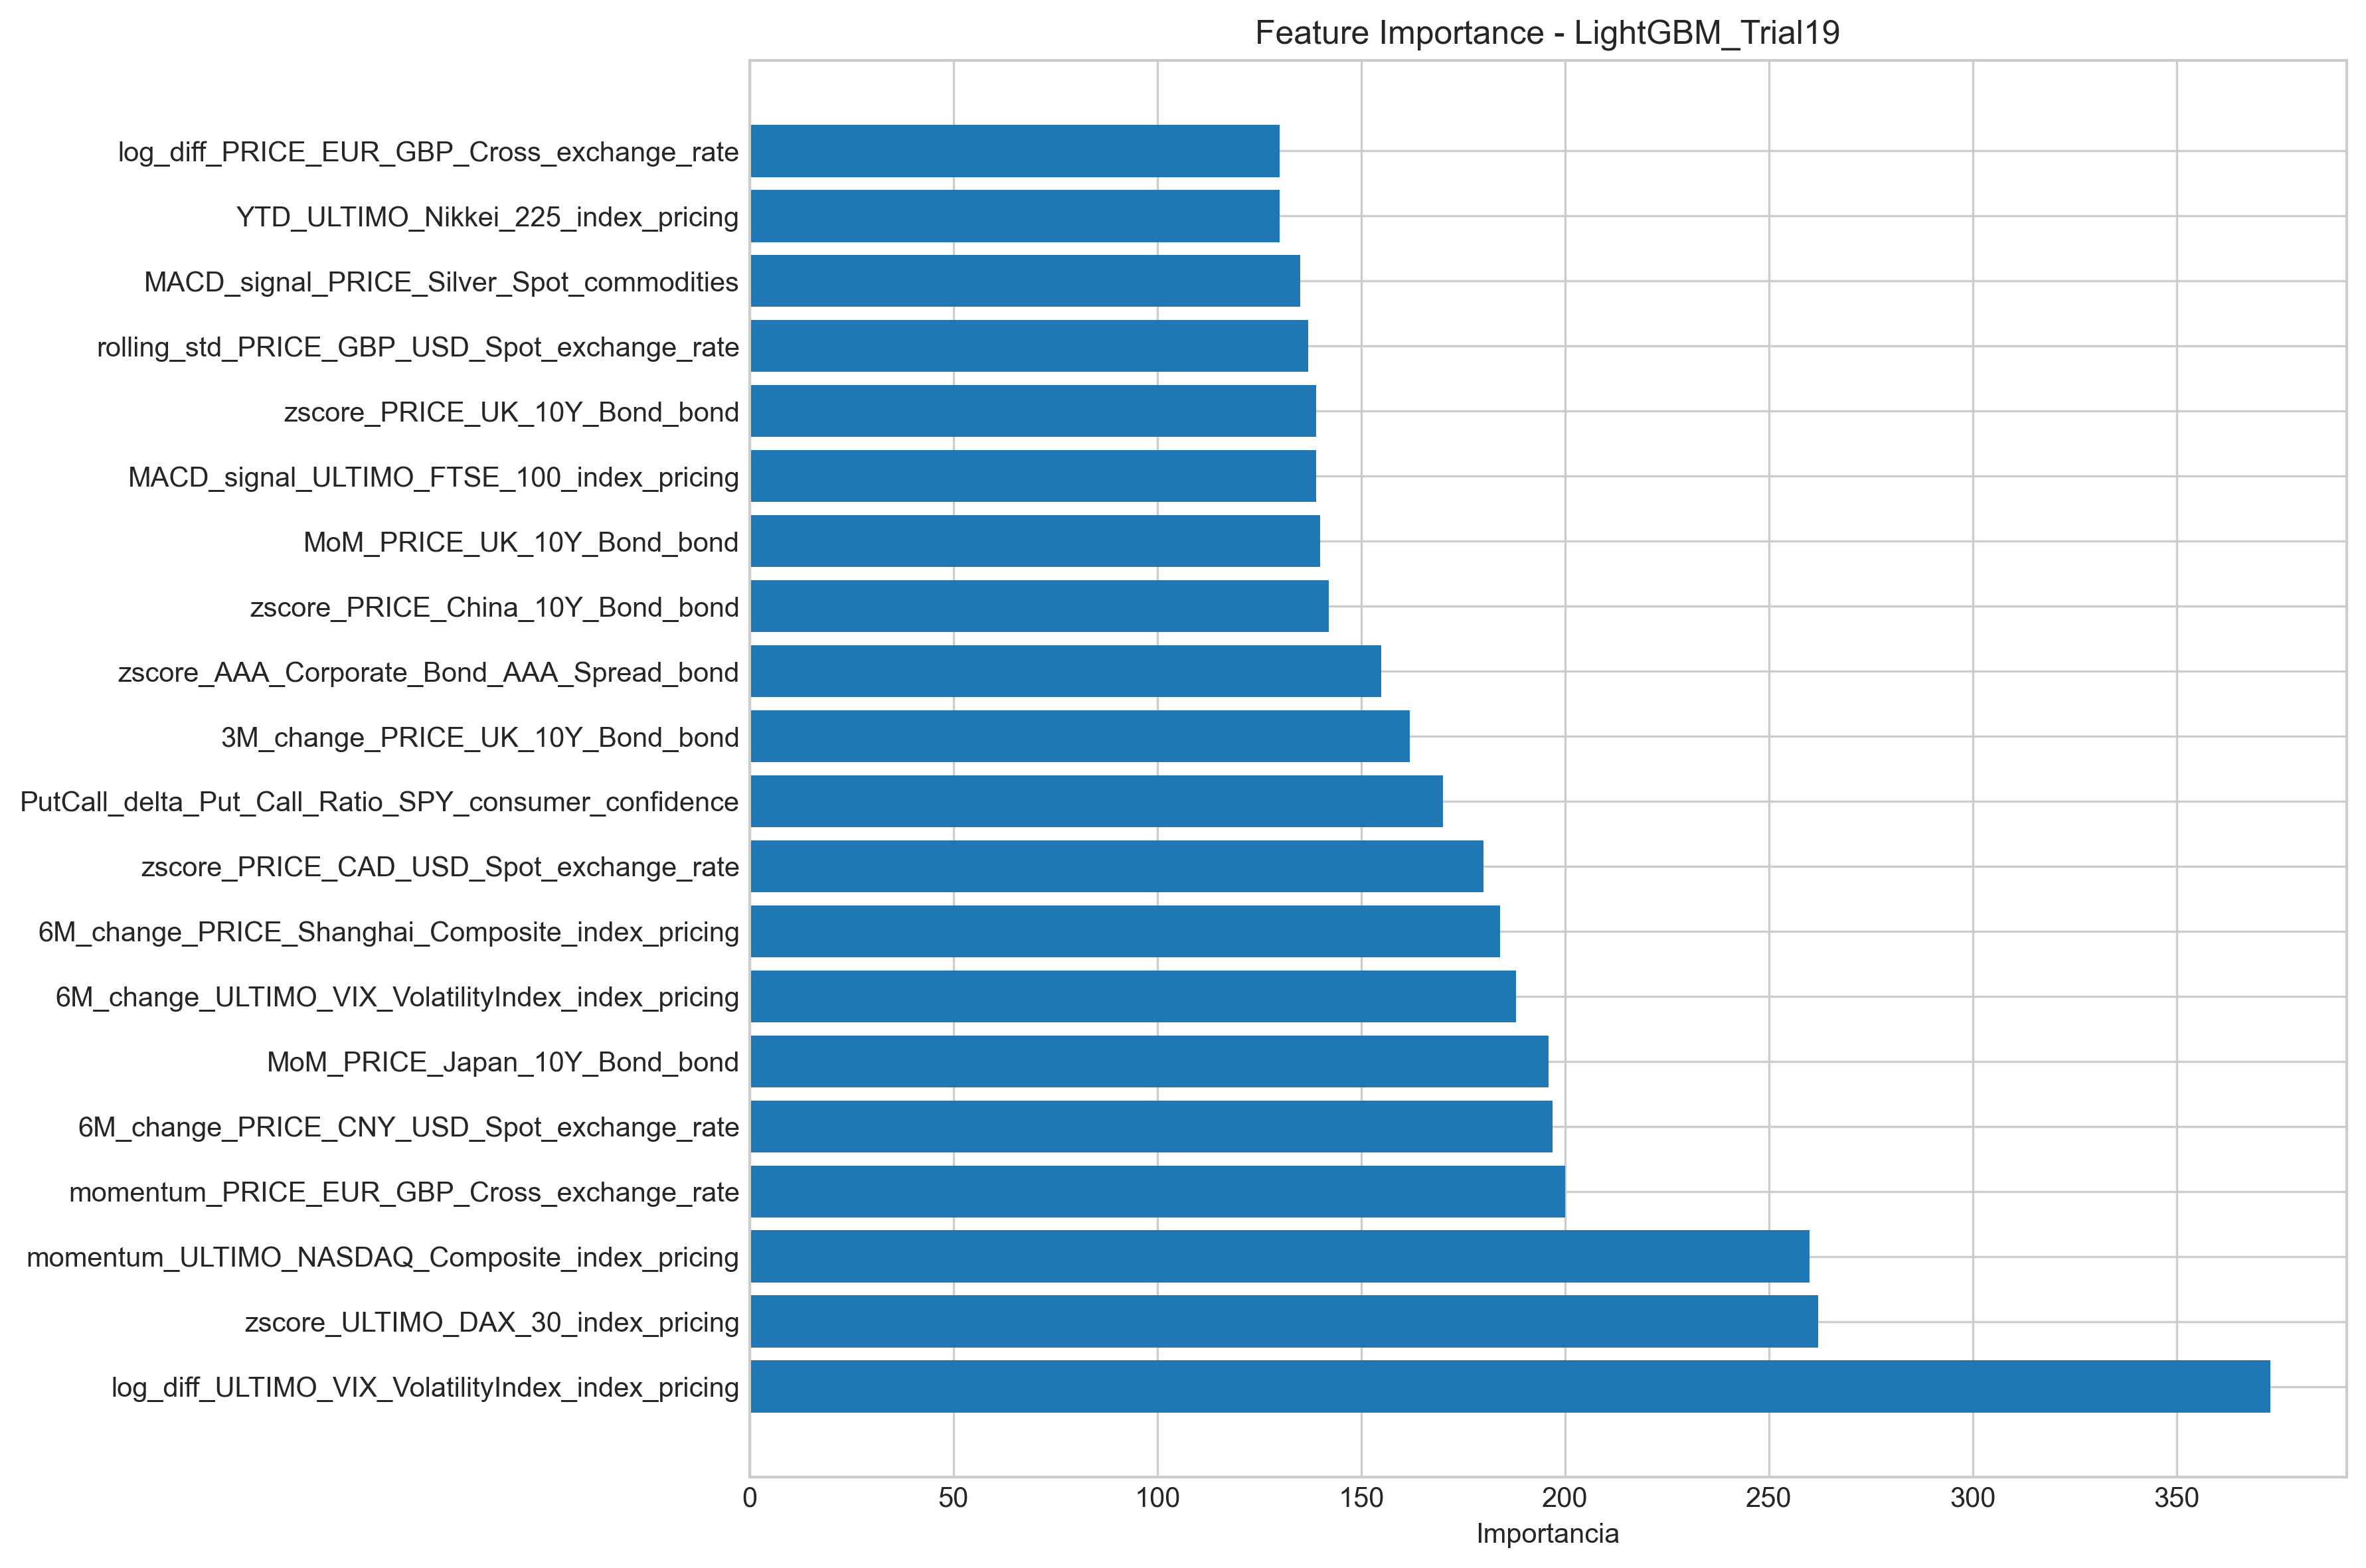 Feature Importance - LightGBM_Trial19
log_diff_PRICE_EUR_GBP_Cross_exchange_rate
YTD_ULTIMO_Nikkei_225_index_pricing
MACD_signal_PRICE_Silver_Spot_commodities
rolling_std_PRICE_GBP_USD_Spot_exchange_rate
zscore_PRICE_UK_10Y_Bond_bond
MACD_signal_ULTIMO_FTSE_100_index_pricing
MoM_PRICE_UK_10Y_Bond_bond
zscore_PRICE_China_10Y_Bond_bond
zscore_AAA_Corporate_Bond_AAA_Spread_bond
3M_change_PRICE_UK_10Y_Bond_bond
PutCall_delta_Put_Call_Ratio_SPY_consumer_confidence
zscore_PRICE_CAD_USD_Spot_exchange_rate
6M_change_PRICE_Shanghai_Composite_index_pricing
6M_change_ULTIMO_VIX_VolatilityIndex_index_pricing
MoM_PRICE_Japan_10Y_Bond_bond
6M_change_PRICE_CNY_USD_Spot_exchange_rate
momentum_PRICE_EUR_GBP_Cross_exchange_rate
momentum_ULTIMO_NASDAQ_Composite_index_pricing
zscore_ULTIMO_DAX_30_index_pricing
log_diff_ULTIMO_VIX_VolatilityIndex_index_pricing
0 50 100 150 200 250 300 350
Importancia